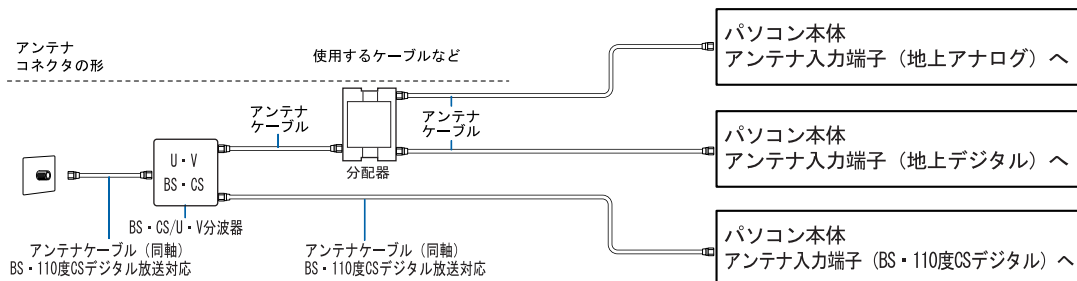 アンテナ
コネクタの形
使用するケーブルなど
パソコン本体
アンテナ入力端子（地上アナログ）へ
アンテナ
ケーブル
アンテナ
ケーブル
U・V
BS・CS
分配器
パソコン本体
アンテナ入力端子（地上デジタル）へ
BS・CS/U・V分波器
アンテナケーブル（同軸）
BS・110度CSデジタル放送対応
アンテナケーブル（同軸）
BS・110度CSデジタル放送対応
パソコン本体
アンテナ入力端子（BS・110度CSデジタル）へ